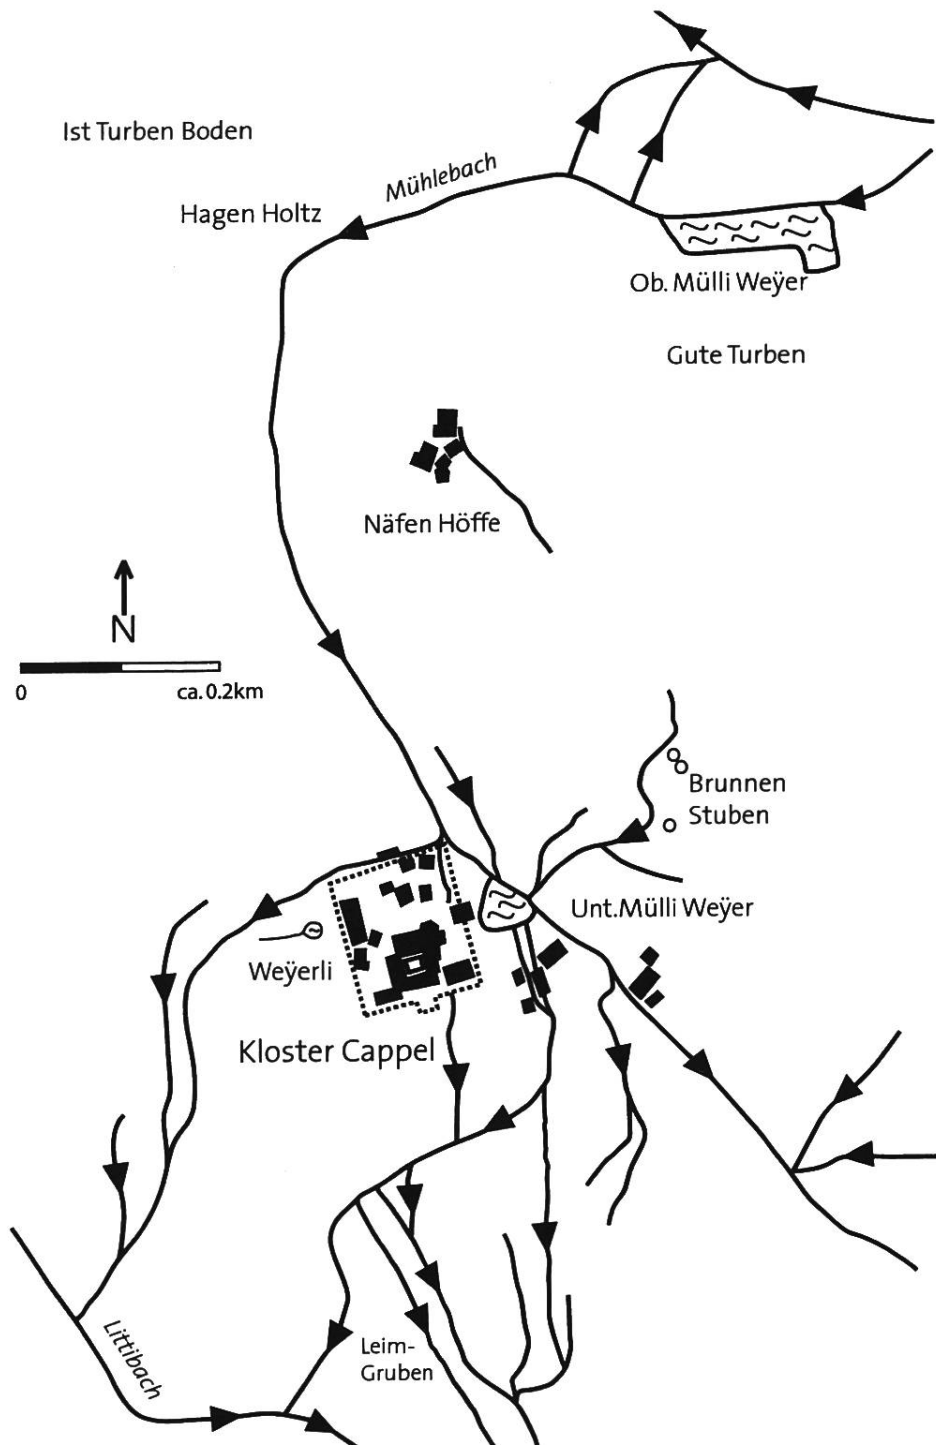 Ist Turben Boden
Mühlebach
Hagen Holtz
Ob. Mülli Weÿer
Gute Turben
Näfen Höffe
N
0
ca. 0.2km
Brunnen
Stuben
Unt.Mülli Weÿer
Weÿerli
Kloster Cappel
Littibach
Leim-
Gruben